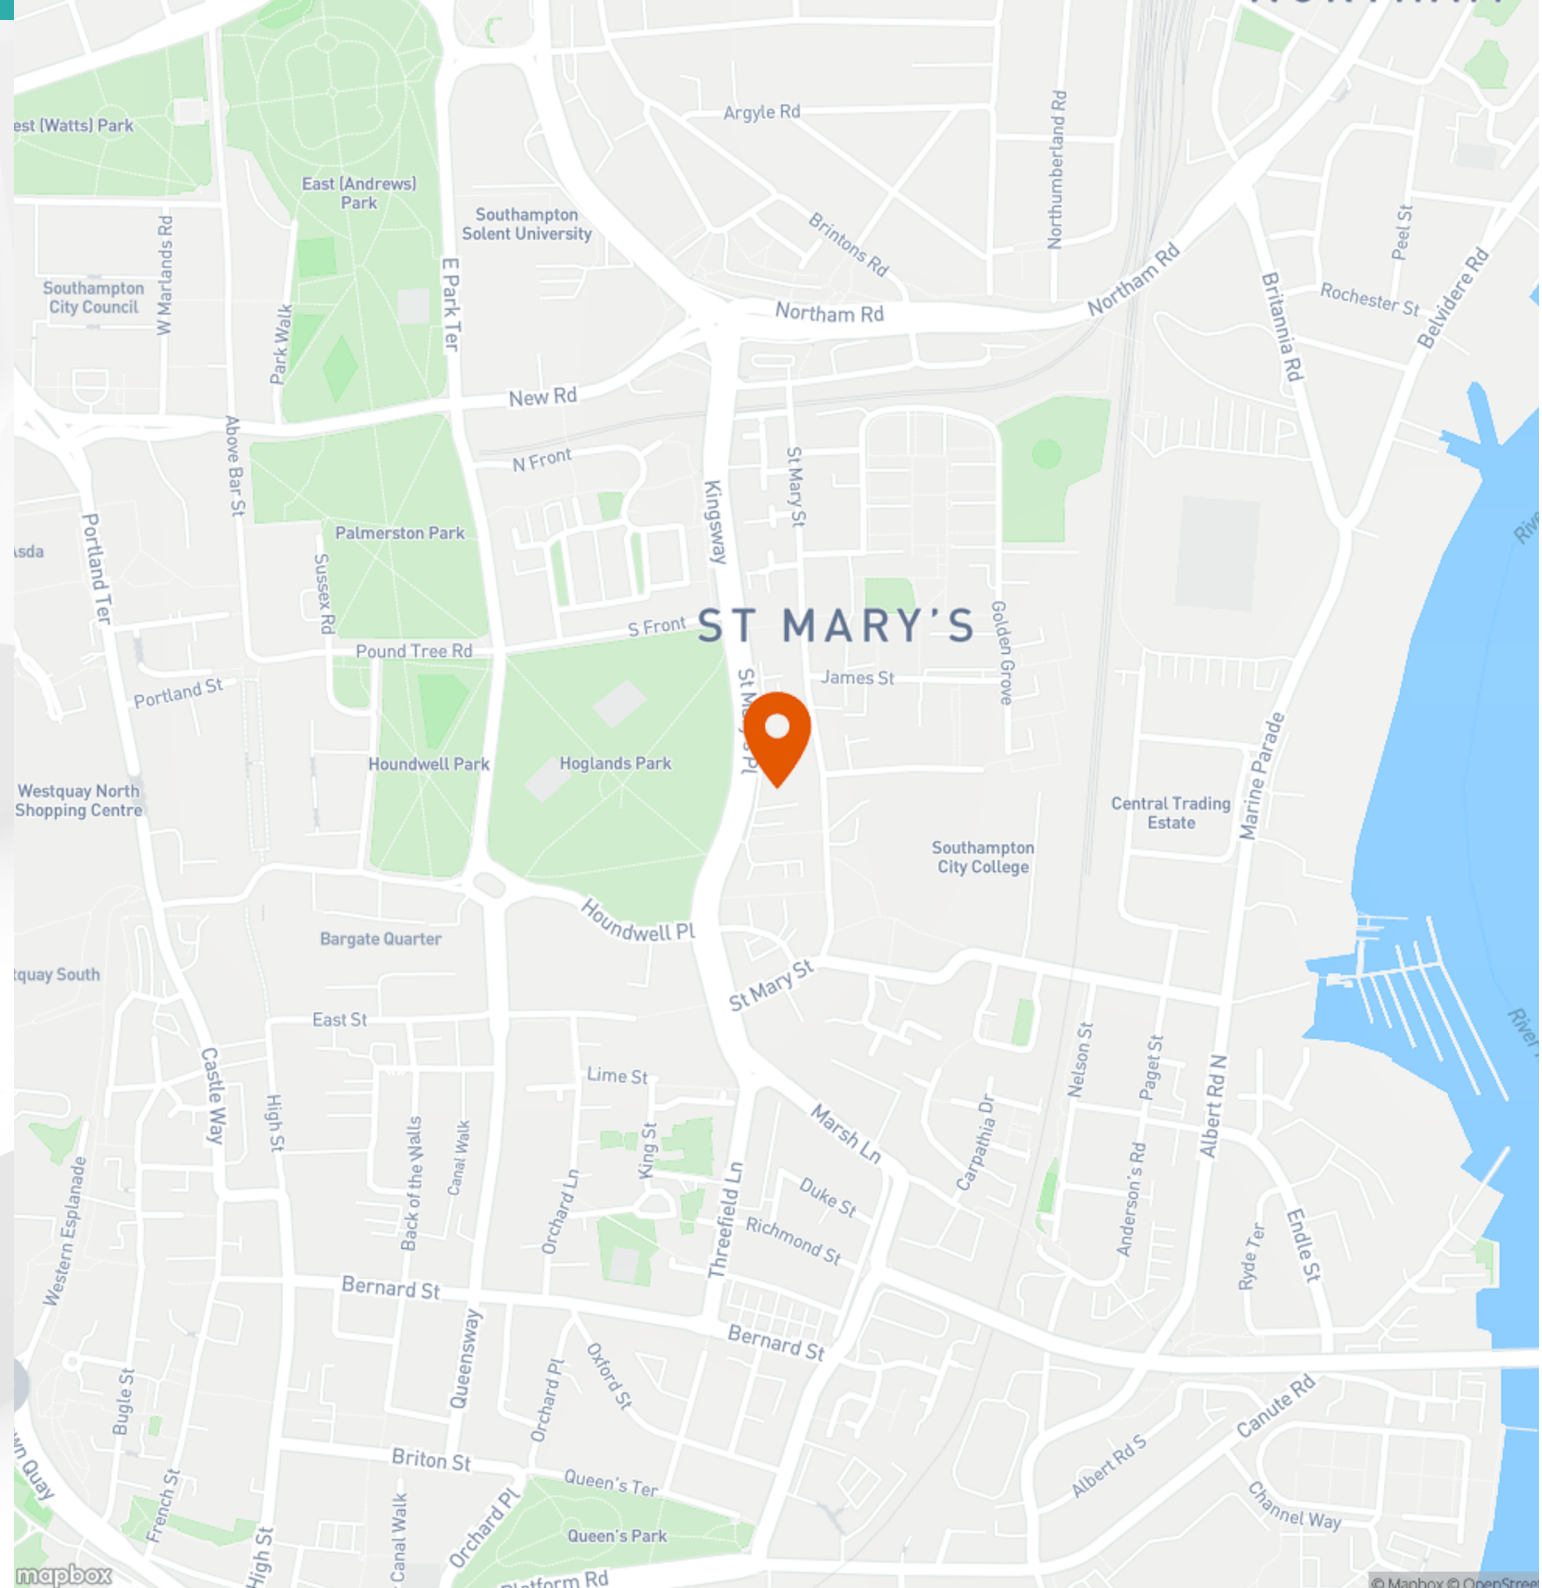 est (Watts) Park
Argyle Rd
Northumberland Rd
East (Andrews)
Park
Southampton
Solent University
Brintons Rd
Peel St
W Marlands Rd
Southampton
City Council
Park Walk
E Park Ter
Northam Rd
Northam Rd
Britannia Rd
Rochester St
Belvidere Rd
New Rd
Above Bar St
N Front
St Mary St
Kingsway
Portland Ter
Palmerston Park
Asda
Sussex Rd
S Front
ST MARY'S
Golden Grove
Pound Tree Rd
James St
Portland St
Houndwell Park
Hoglands Park
Marine Parade
Westquay North
Shopping Centre
Central Trading
Estate
Southampton
City College
Houndwell Pl
Bargate Quarter
tquay South
St Mary St
East St
Castle Way
High St
Lime St
Nelson St
Paget St
Albert Rd N
Back of the Walls
Canal Walk
King St
Marsh Ln
Carpathia Dr
Western Esplanade
Orchard Ln
Threefield Ln
Duke St
Richmond St
Anderson's Rd
Ryde Ter
Endle St
Bernard St
Queensway
Bernard St
Bugle St
Orchard Pl
Oxford St
Canute Rd
Briton St
Queen's Ter
Albert Rd S
Channel Way
wn Quay
French St
High St
Canal Walk
Orchard Pl
Queen's Park
Platform Rd
mapbox
© Mapbox © OpenStreet